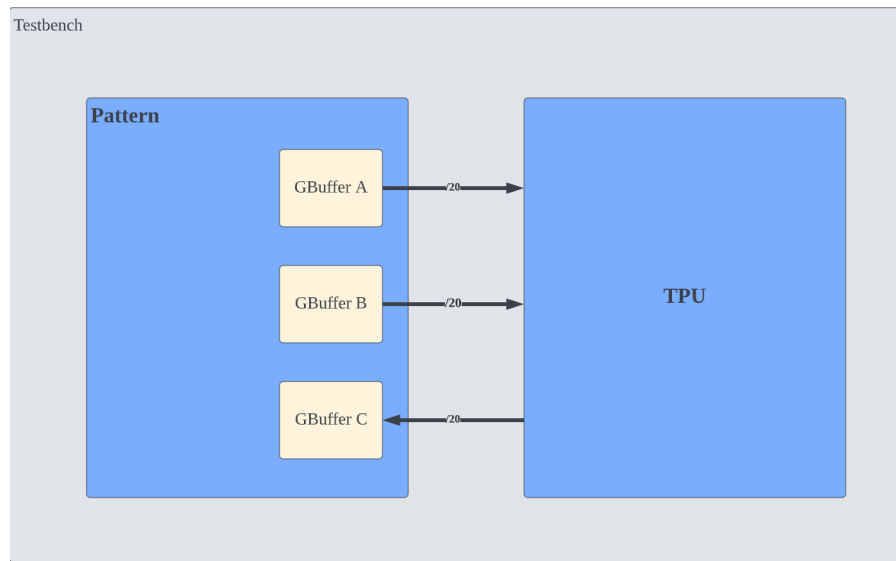 Testbench
Pattern
GBuffer A
/20
GBuffer B
/20
TPU
GBuffer C
/20